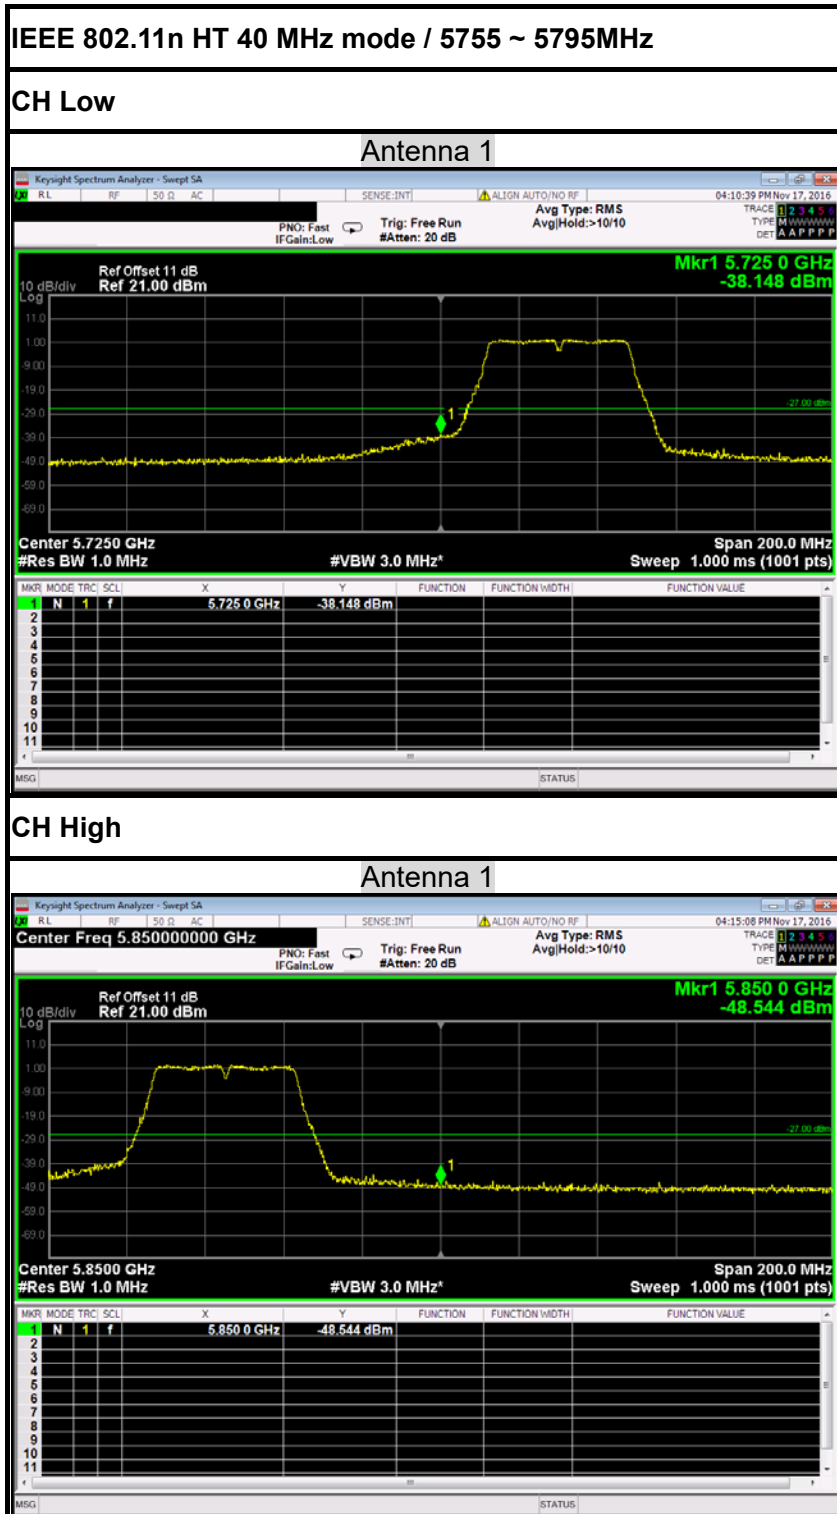 IEEE 802.11n HT 40 MHz mode / 5755 ~ 5795MHz
CH Low
Antenna 1
Keysight Spectrum Analyzer - Swept SA
RL RF 50 Ω AC SENSE:INT ALIGN AUTO/NO RF 04:10:39 PM Nov 17, 2016
PNO: Fast Trig: Free Run Avg Type: RMS TRACE 1 2 3 4 5 6
IFGain:Low #Atten: 20 dB Avg|Hold:>10/10 TYPE M WWWWW
DET A A P P P P
Mkr1 5.725 0 GHz
-38.148 dBm
Ref Offset 11 dB
10 dB/div Ref 21.00 dBm
Log
11.0
1.00
-9.00
-19.0
-27.00 dBm
-29.0
1
-39.0
-49.0
-59.0
-69.0
Center 5.7250 GHz Span 200.0 MHz
#Res BW 1.0 MHz #VBW 3.0 MHz* Sweep 1.000 ms (1001 pts)
MKR MODE TRC SCL X Y FUNCTION FUNCTION WIDTH FUNCTION VALUE
1 N 1 f 5.725 0 GHz -38.148 dBm
2
3
4
5
6
7
8
9
10
11
MSG STATUS
CH High
Antenna 1
Keysight Spectrum Analyzer - Swept SA
RL RF 50 Ω AC SENSE:INT ALIGN AUTO/NO RF 04:15:08 PM Nov 17, 2016
Center Freq 5.850000000 GHz
PNO: Fast Trig: Free Run Avg Type: RMS TRACE 1 2 3 4 5 6
IFGain:Low #Atten: 20 dB Avg|Hold:>10/10 TYPE M WWWWW
DET A A P P P P
Mkr1 5.850 0 GHz
-48.544 dBm
Ref Offset 11 dB
10 dB/div Ref 21.00 dBm
Log
11.0
1.00
-9.00
-19.0
-27.00 dBm
-29.0
-39.0
1
-49.0
-59.0
-69.0
Center 5.8500 GHz Span 200.0 MHz
#Res BW 1.0 MHz #VBW 3.0 MHz* Sweep 1.000 ms (1001 pts)
MKR MODE TRC SCL X Y FUNCTION FUNCTION WIDTH FUNCTION VALUE
1 N 1 f 5.850 0 GHz -48.544 dBm
2
3
4
5
6
7
8
9
10
11
MSG STATUS